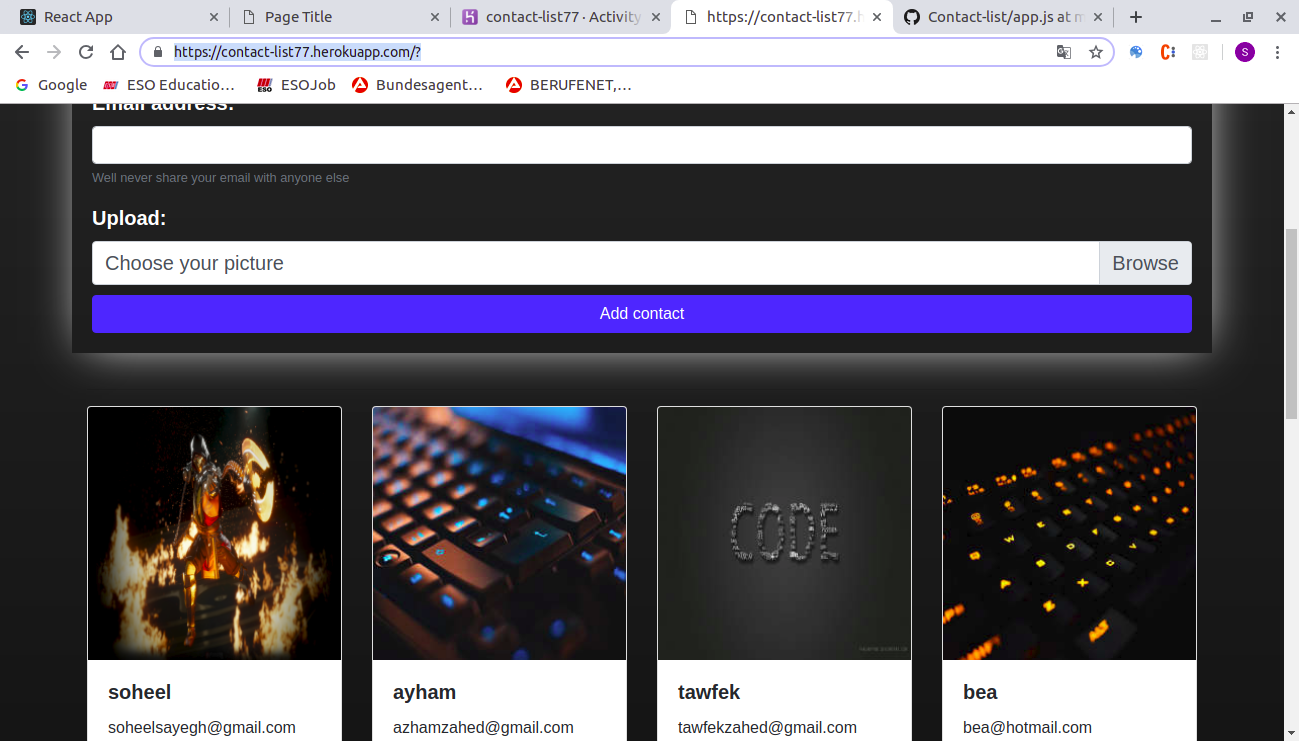 React App
Page Title
contact-list77 · Activity
https://contact-list77.h
Contact-list/app.js at m
https://contact-list77.herokuapp.com/?
S
Google
ESO Educatio...
ESOJob
Bundesagent...
BERUFENET,...
Email address:
Well never share your email with anyone else
Upload:
Choose your picture
Browse
Add contact
CODE
soheel
ayham
tawfek
bea
soheelsayegh@gmail.com
azhamzahed@gmail.com
tawfekzahed@gmail.com
bea@hotmail.com